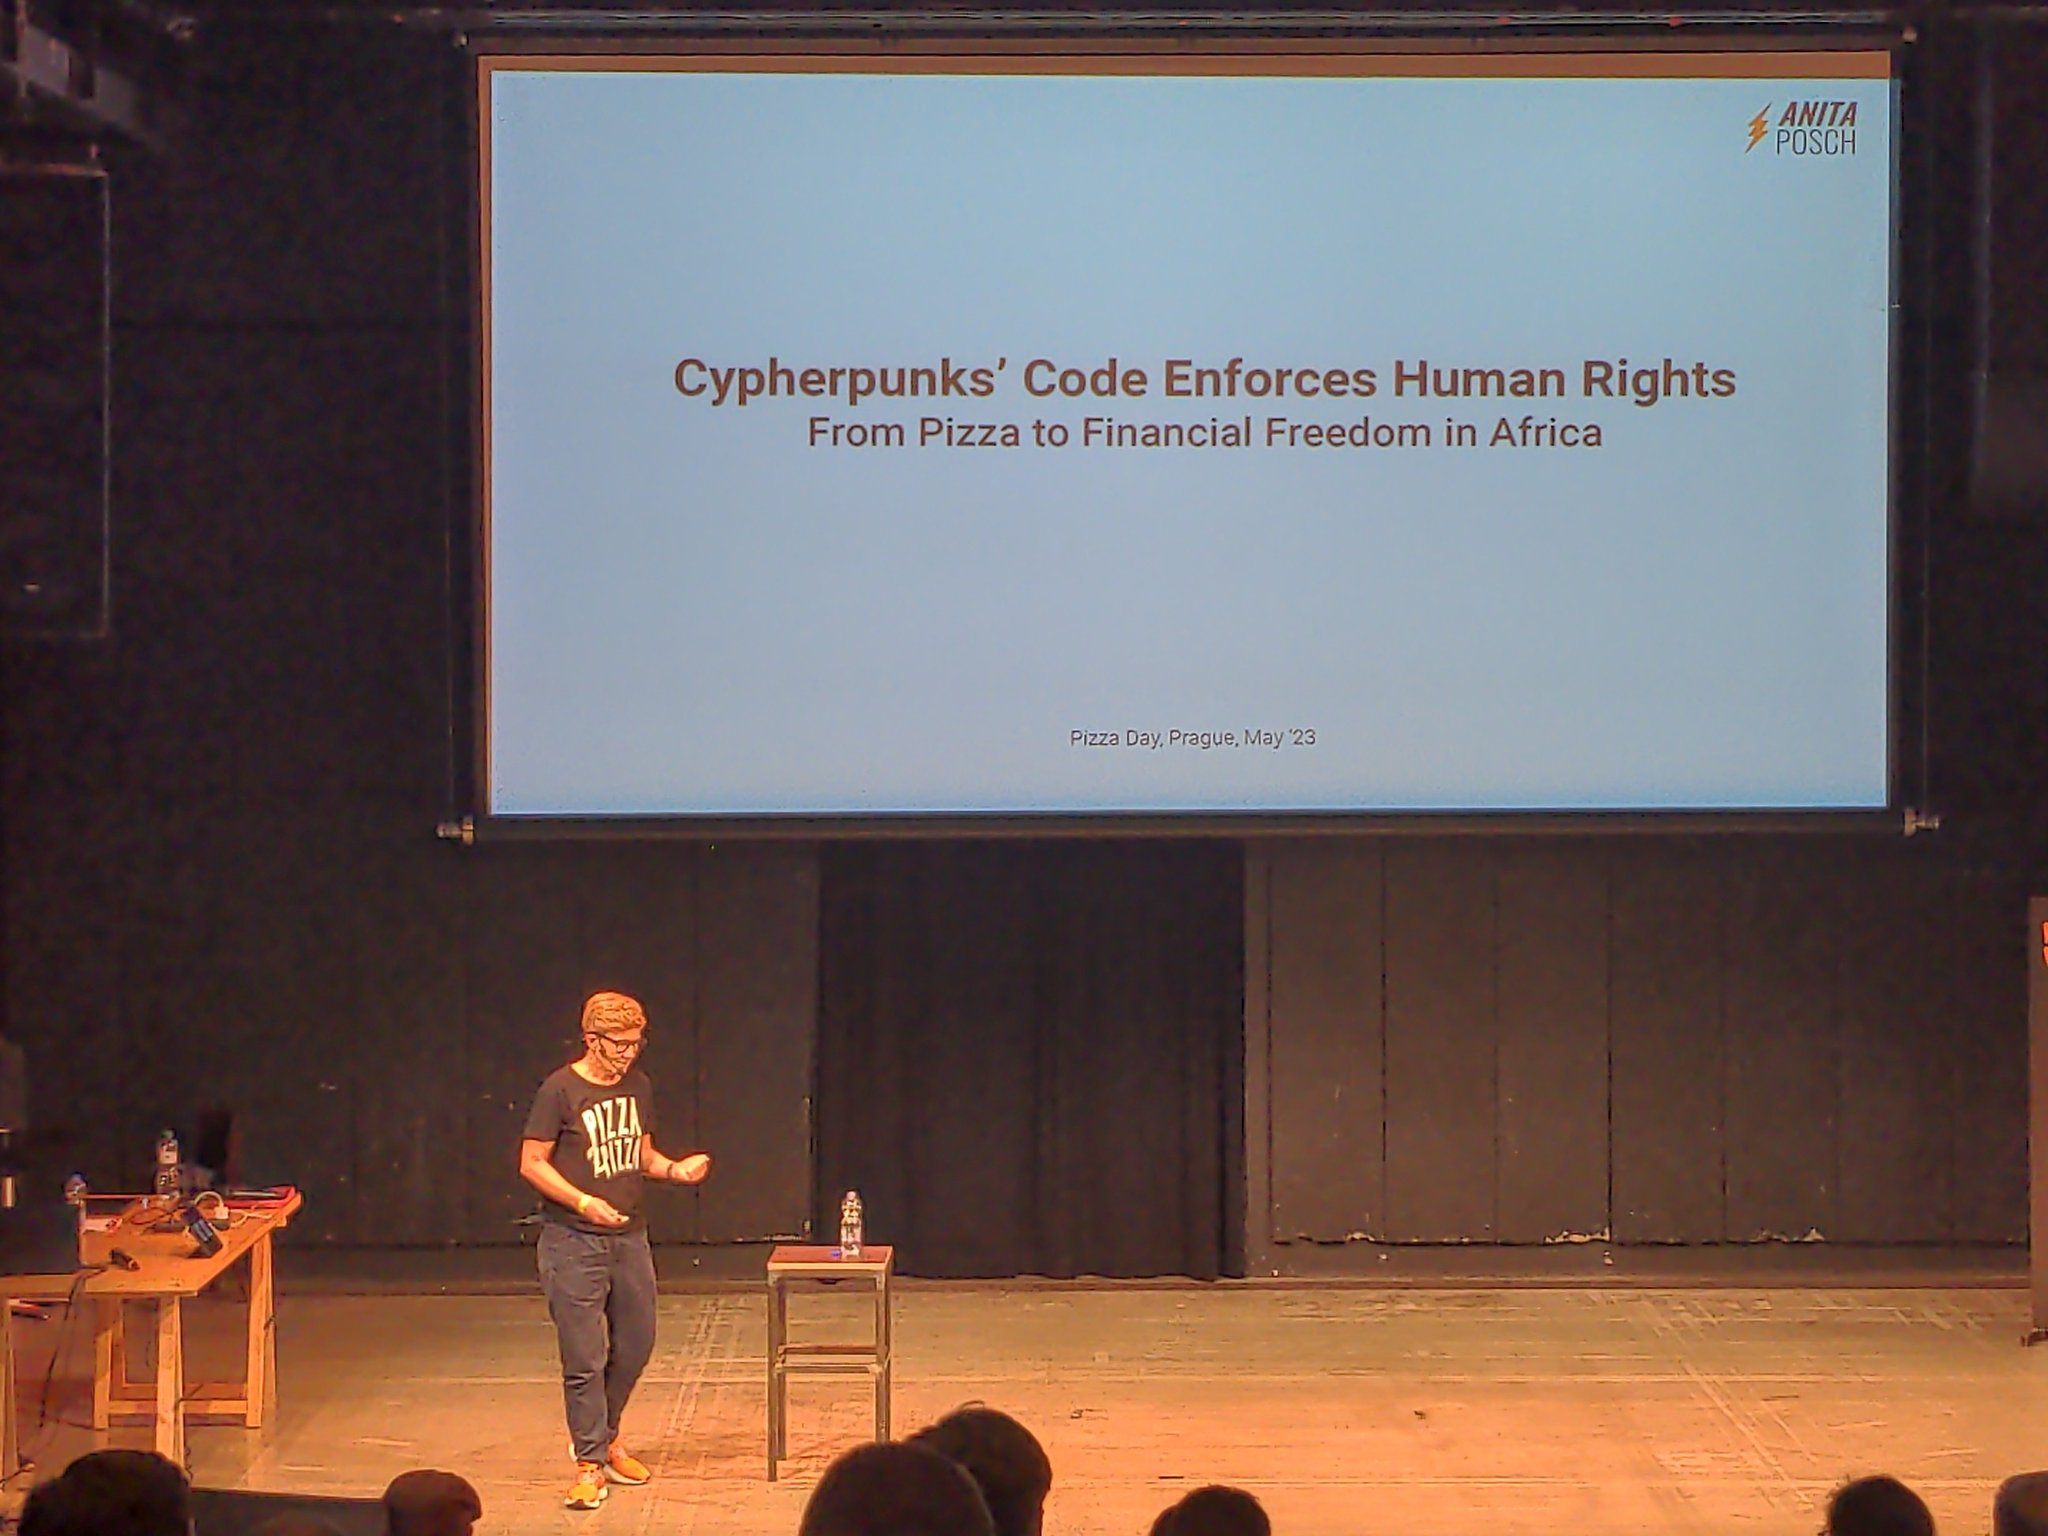 ANITA
POSCH
Cypherpunks’ Code Enforces Human Rights
From Pizza to Financial Freedom in Africa
Pizza Day, Prague, May ‘23
PIZZA